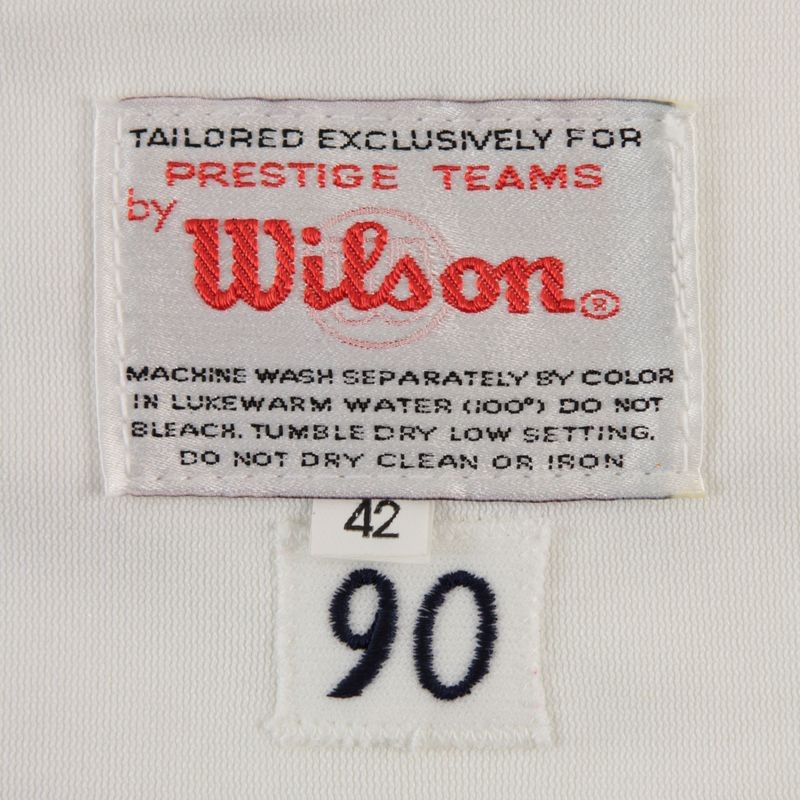 TAILORED EXCLUSIVELY FOR
PRESTIGE TEAMS
by
Wilson®
MACHINE WASH SEPARATELY BY COLOR
IN LUKEWARM WATER (100°) DO NOT
BLEACH. TUMBLE DRY LOW SETTING.
DO NOT DRY CLEAN OR IRON
42
90